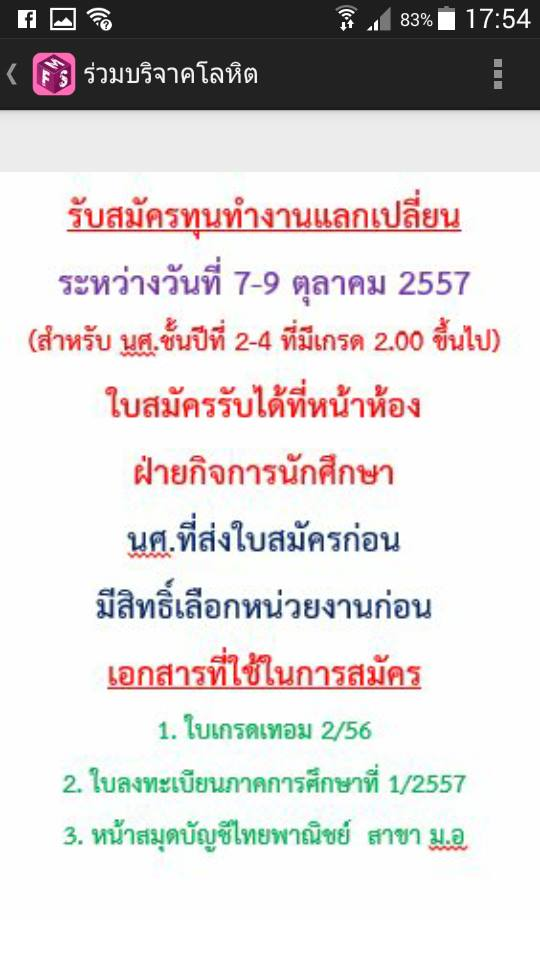 83% 17:54
FNS ร่วมบริจาคโลหิต
รับสมัครทุนทำงานแลกเปลี่ยน
ระหว่างวันที่ 7-9 ตุลาคม 2557
(สำหรับ นศ.ชั้นปีที่ 2-4 ที่มีเกรด 2.00 ขึ้นไป)
ใบสมัครรับได้ที่หน้าห้อง
ฝ่ายกิจการนักศึกษา
นศ.ที่ส่งใบสมัครก่อน
มีสิทธิ์เลือกหน่วยงานก่อน
เอกสารที่ใช้ในการสมัคร
1. ใบเกรดเทอม 2/56
2. ใบลงทะเบียนภาคการศึกษาที่ 1/2557
3. หน้าสมุดบัญชีไทยพาณิชย์ สาขา ม.อ